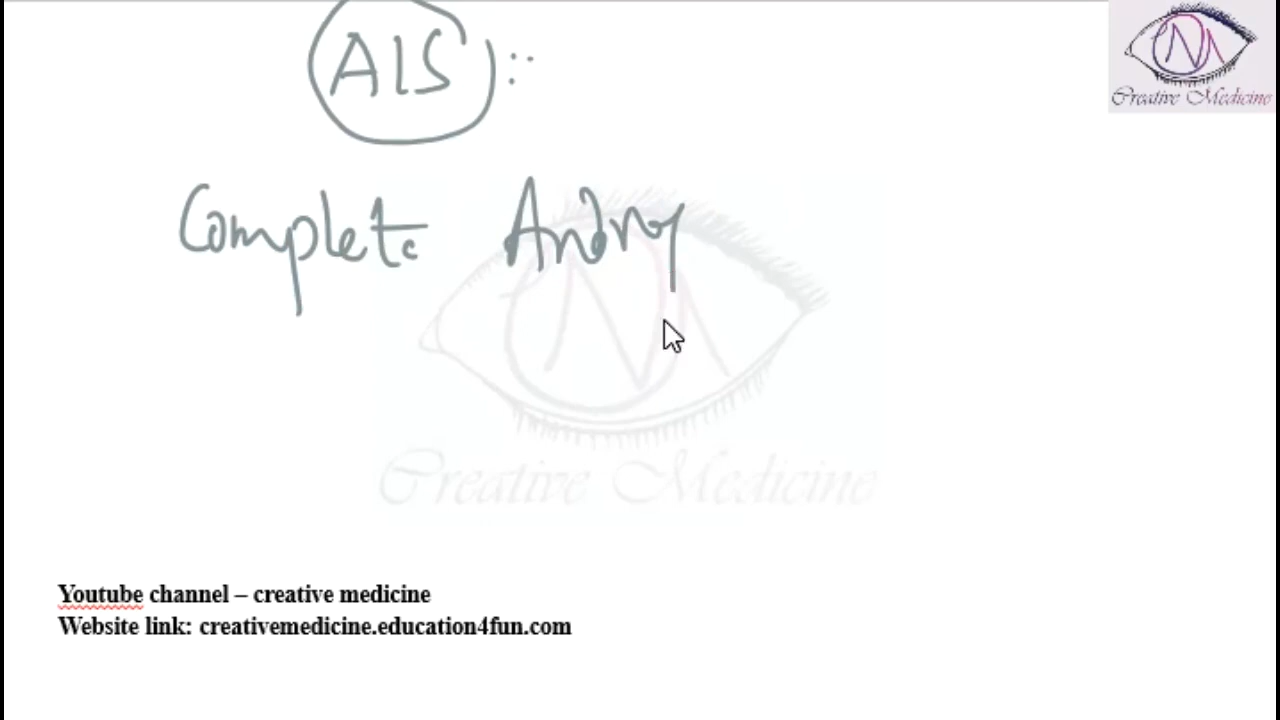 AIS :-
Creative Medicine
Complete Androg
Creative Medicine
Youtube channel – creative medicine
Website link: creativemedicine.education4fun.com